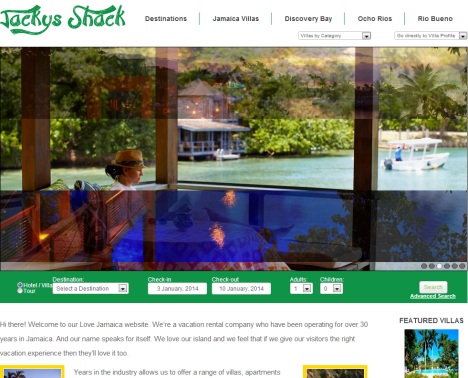 Jackys Shack
Destinations Jamaica Villas Discovery Bay Ocho Rios Rio Bueno
Villas by Category Go directly to Villa Profile
Destination: Check-in Check-out Adults: Children:
Hotel / Villa
Tour
Select a Destination 3 January, 2014 10 January, 2014 1 0 Search
Advanced Search
Hi there! Welcome to our Love Jamaica website. We're a vacation rental company who have been operating for over 30
years in Jamaica. And our name speaks for itself. We love our island and we feel that if we give our visitors the right
vacation experience then they'll love it too.
FEATURED VILLAS
Years in the industry allows us to offer a range of villas, apartments